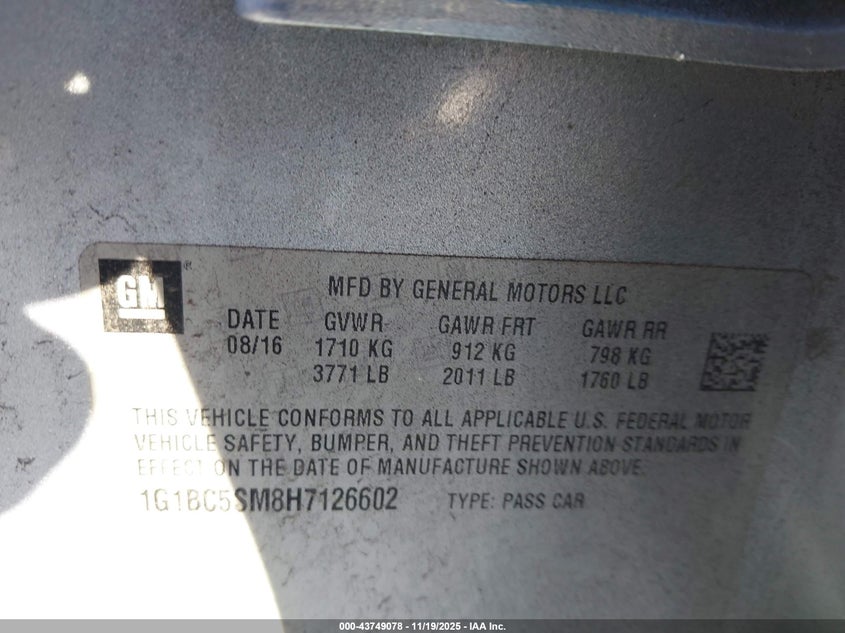 GM
MFD BY GENERAL MOTORS LLC
DATE GVWR GAWR FRT GAWR RR
08/16 1710 KG 912 KG 798 KG
3771 LB 2011 LB 1760 LB
THIS VEHICLE CONFORMS TO ALL APPLICABLE U.S. FEDERAL MOTOR
VEHICLE SAFETY, BUMPER, AND THEFT PREVENTION STANDARDS IN
EFFECT ON THE DATE OF MANUFACTURE SHOWN ABOVE.
1G1BC5SM8H7126602 TYPE: PASS CAR
000-43749078 - 11/19/2025 - IAA Inc.